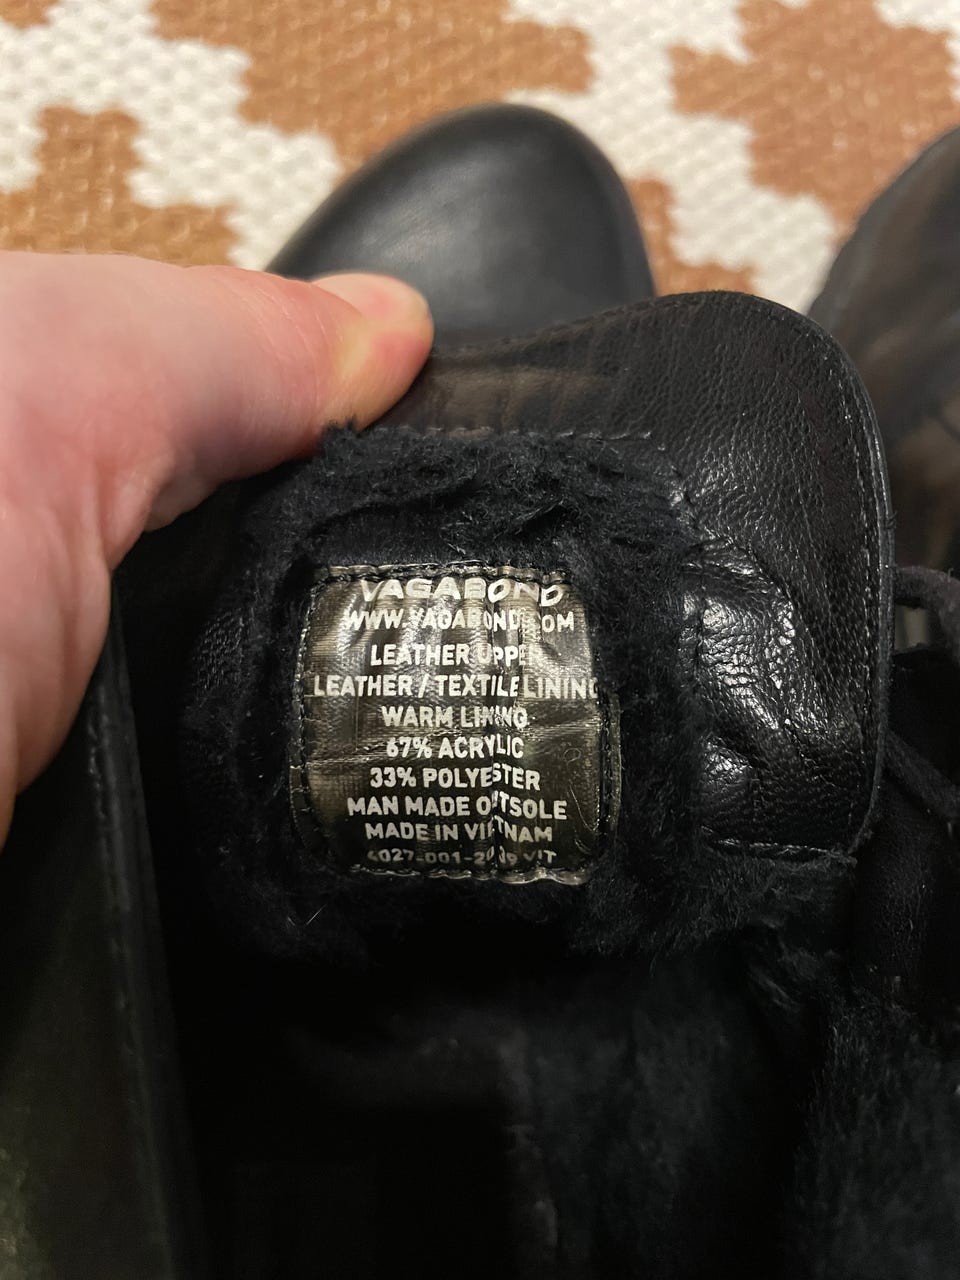 VAGABOND
WWW.VAGABOND.COM
LEATHER UPPER
LEATHER / TEXTILE LINING
WARM LINING
67% ACRYLIC
33% POLYESTER
MAN MADE OUTSOLE
MADE IN VIETNAM
VIT